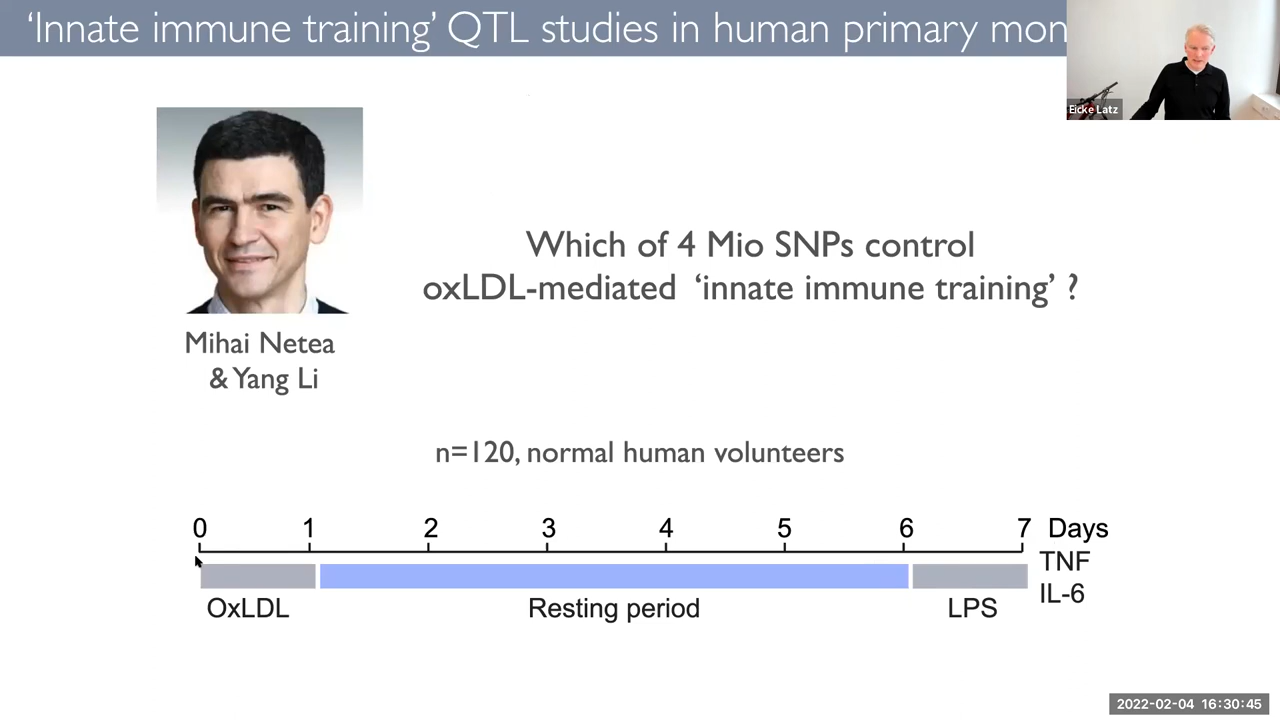 ‘Innate immune training’ QTL studies in human primary mon
Eicke Latz
Which of 4 Mio SNPs control
oxLDL-mediated ‘innate immune training’ ?
Mihai Netea
& Yang Li
n=120, normal human volunteers
0 1 2 3 4 5 6 7 Days
TNF
IL-6
OxLDL Resting period LPS
2022-02-04 16:30:45